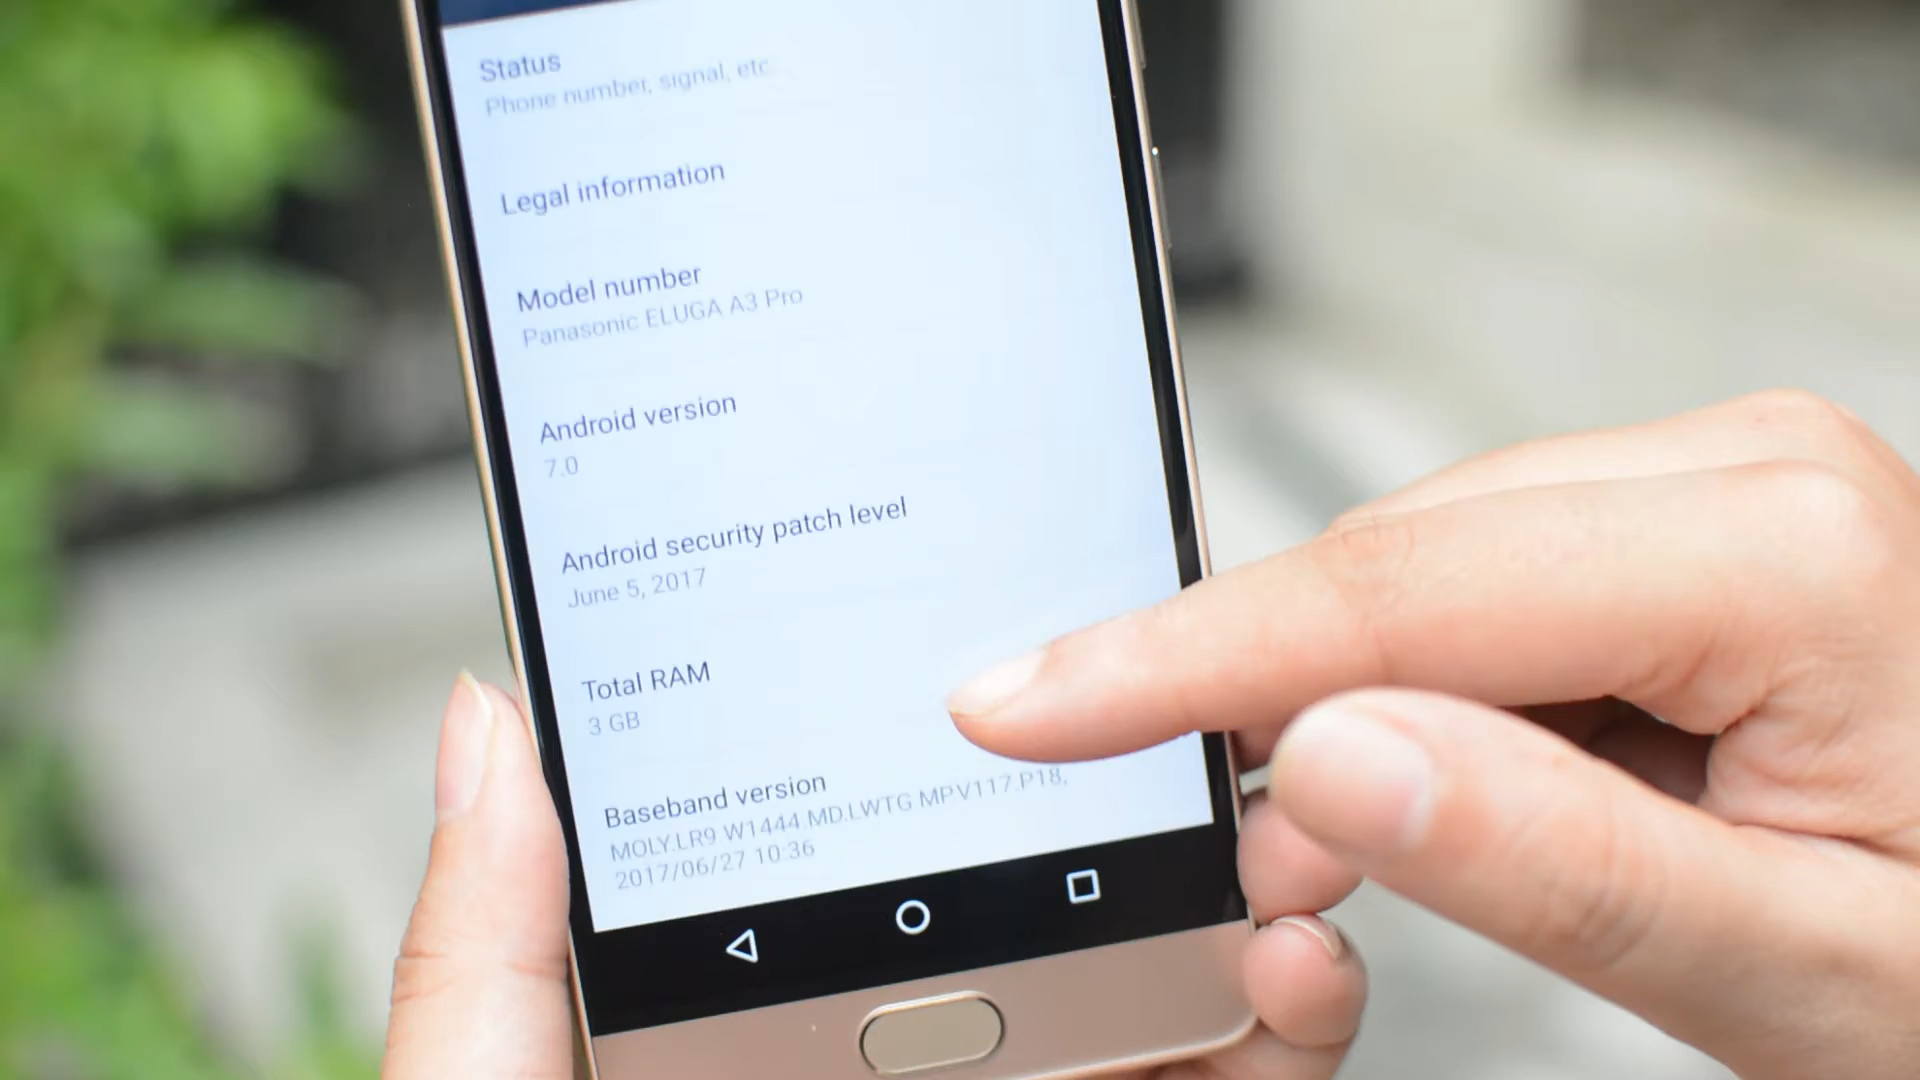 Status
Phone number, signal, etc.
Legal information
Model number
Panasonic ELUGA A3 Pro
Android version
7.0
Android security patch level
June 5, 2017
Total RAM
3 GB
Baseband version
MOLY.LR9.W1444.MD.LWTG.MP.V117.P18,
2017/06/27 10:36